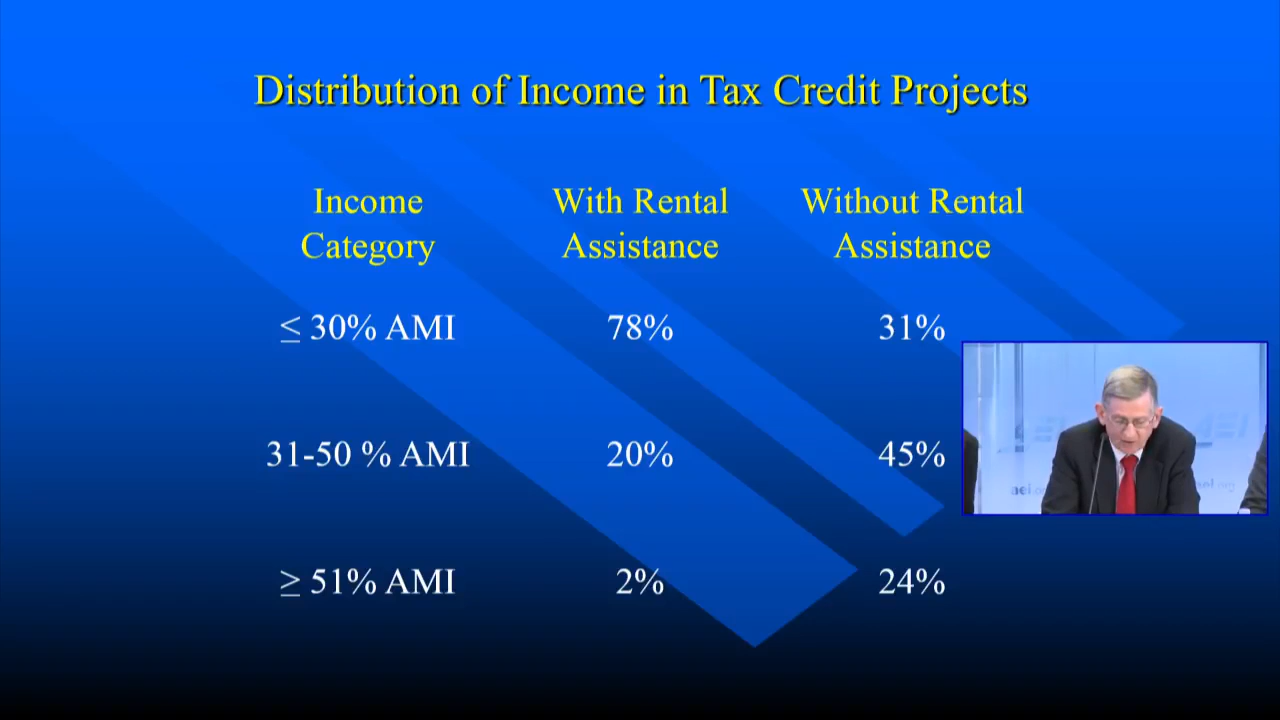 Distribution of Income in Tax Credit Projects
Income Category
With Rental Assistance
Without Rental Assistance
≤ 30% AMI 78% 31%
31-50 % AMI 20% 45%
≥ 51% AMI 2% 24%
AEI